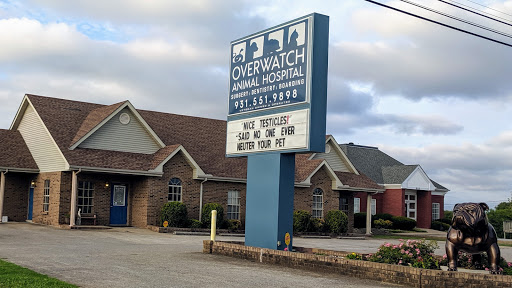 OVERWATCH
ANIMAL HOSPITAL
SURGERY · DENTISTRY · BOARDING
931.551.9898
"NICE TESTICLES!"
-SAID NO ONE EVER
NEUTER YOUR PET